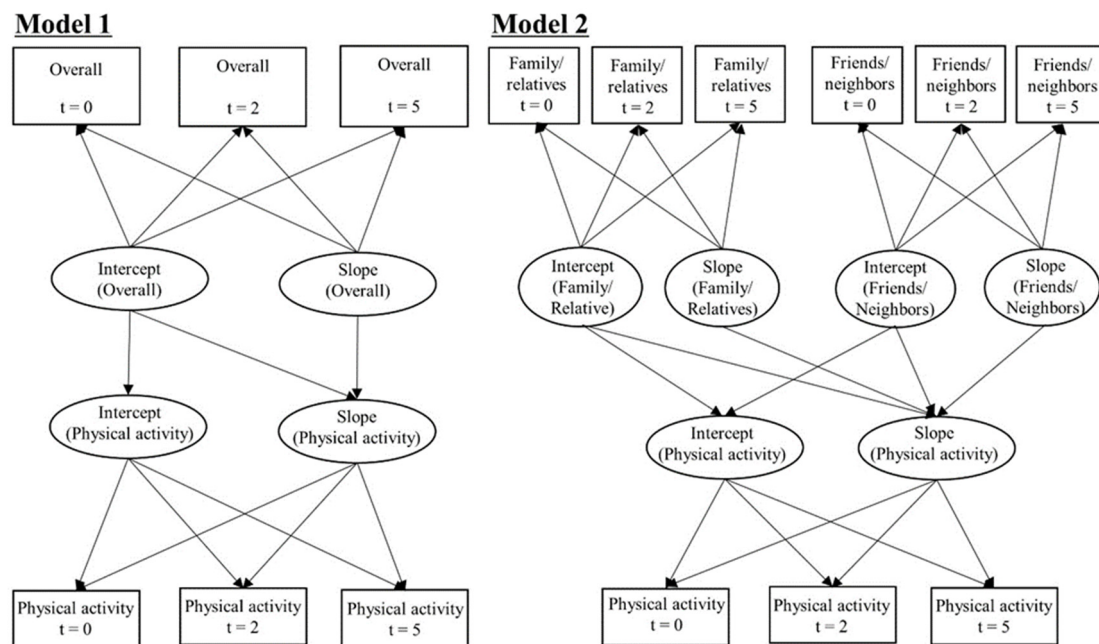 Model 1
Overall
t = 0
Overall
t = 2
Overall
t = 5
Intercept
(Overall)
Slope
(Overall)
Intercept
(Physical activity)
Slope
(Physical activity)
Physical activity
t = 0
Physical activity
t = 2
Physical activity
t = 5
Model 2
Family/
relatives
t = 0
Family/
relatives
t = 2
Family/
relatives
t = 5
Friends/
neighbors
t = 0
Friends/
neighbors
t = 2
Friends/
neighbors
t = 5
Intercept
(Family/
Relative)
Slope
(Family/
Relatives)
Intercept
(Friends/
Neighbors)
Slope
(Friends/
Neighbors)
Intercept
(Physical activity)
Slope
(Physical activity)
Physical activity
t = 0
Physical activity
t = 2
Physical activity
t = 5